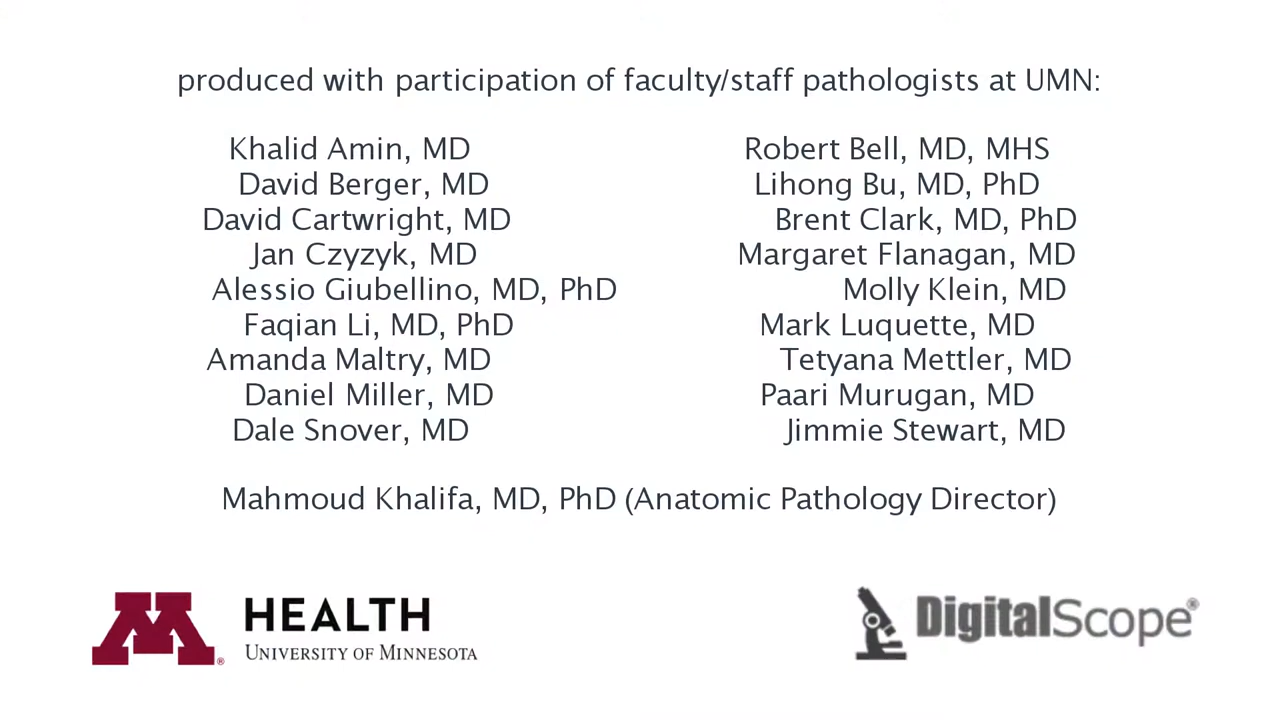 produced with participation of faculty/staff pathologists at UMN:
Khalid Amin, MD
Robert Bell, MD, MHS
David Berger, MD
Lihong Bu, MD, PhD
David Cartwright, MD
Brent Clark, MD, PhD
Jan Czyzyk, MD
Margaret Flanagan, MD
Alessio Giubellino, MD, PhD
Molly Klein, MD
Faqian Li, MD, PhD
Mark Luquette, MD
Amanda Maltry, MD
Tetyana Mettler, MD
Daniel Miller, MD
Paari Murugan, MD
Dale Snover, MD
Jimmie Stewart, MD
Mahmoud Khalifa, MD, PhD (Anatomic Pathology Director)
M®
HEALTH
UNIVERSITY OF MINNESOTA
DigitalScope®